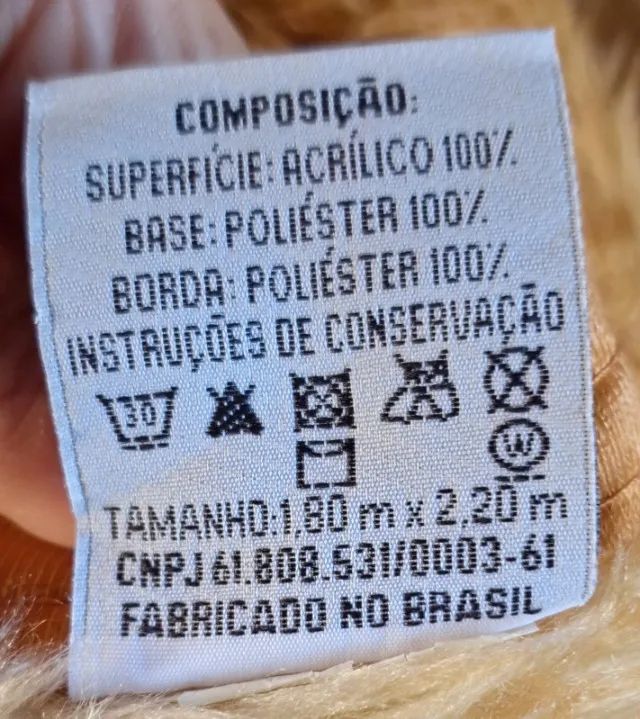 COMPOSIÇÃO:
SUPERFÍCIE: ACRÍLICO 100%
BASE: POLIÉSTER 100%
BORDA: POLIÉSTER 100%
INSTRUÇÕES DE CONSERVAÇÃO
30
W
TAMANHO:1,80 m x 2,20 m
CNPJ 61.808.531/0003-61
FABRICADO NO BRASIL